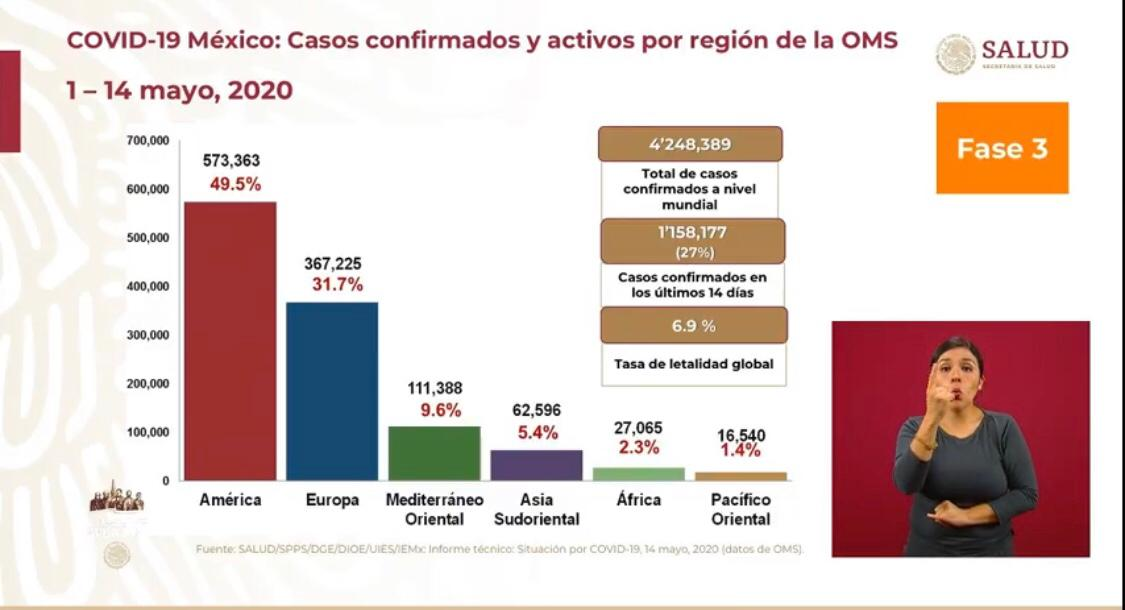 COVID-19 México: Casos confirmados y activos por región de la OMS
1 – 14 mayo, 2020
SALUD
SECRETARÍA DE SALUD
Fase 3
700,000
600,000
500,000
400,000
300,000
200,000
100,000
0
573,363
49.5%
367,225
31.7%
111,388
9.6%
62,596
5.4%
27,065
2.3%
16,540
1.4%
América
Europa
Mediterráneo
Oriental
Asia
Sudoriental
África
Pacífico
Oriental
4'248,389
Total de casos
confirmados a nivel
mundial
1'158,177
(27%)
Casos confirmados en
los últimos 14 días
6.9 %
Tasa de letalidad global
Fuente: SALUD/SPPS/DGE/DIOE/UIES/IEMx: Informe técnico: Situación por COVID-19, 14 mayo, 2020 (datos de OMS).